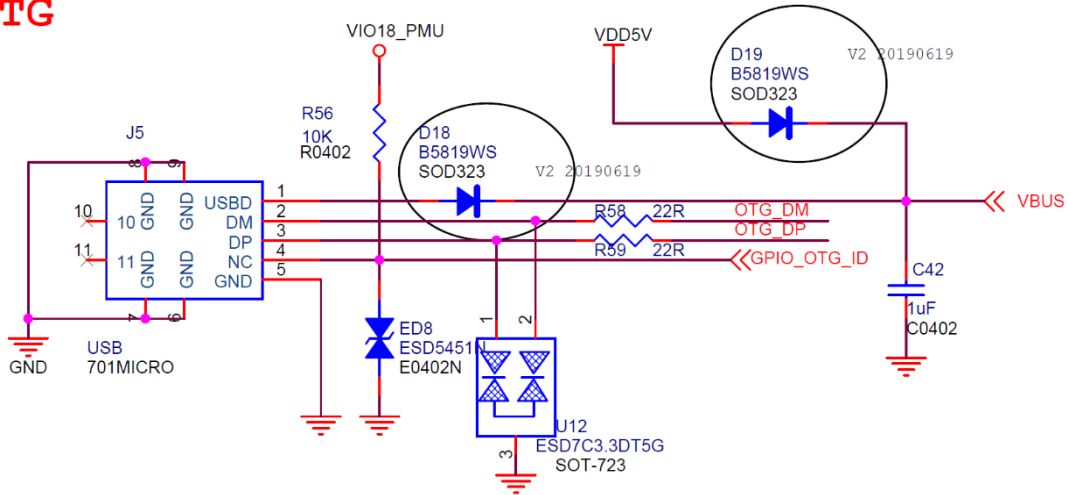 TG
VIO18_PMU
VDD5V
D19
B5819WS
SOD323
V2 20190619
R56
10K
R0402
D18
B5819WS
SOD323
V2 20190619
J5
8
9
10
11
7
6
10
11
GND
GND
GND
GND
USBD
DM
DP
NC
GND
1
2
3
4
5
R58
22R
OTG_DM
R59
22R
OTG_DP
GPIO_OTG_ID
VBUS
C42
1uF
C0402
USB
701MICRO
GND
ED8
ESD5451N
E0402N
1
2
3
U12
ESD7C3.3DT5G
SOT-723